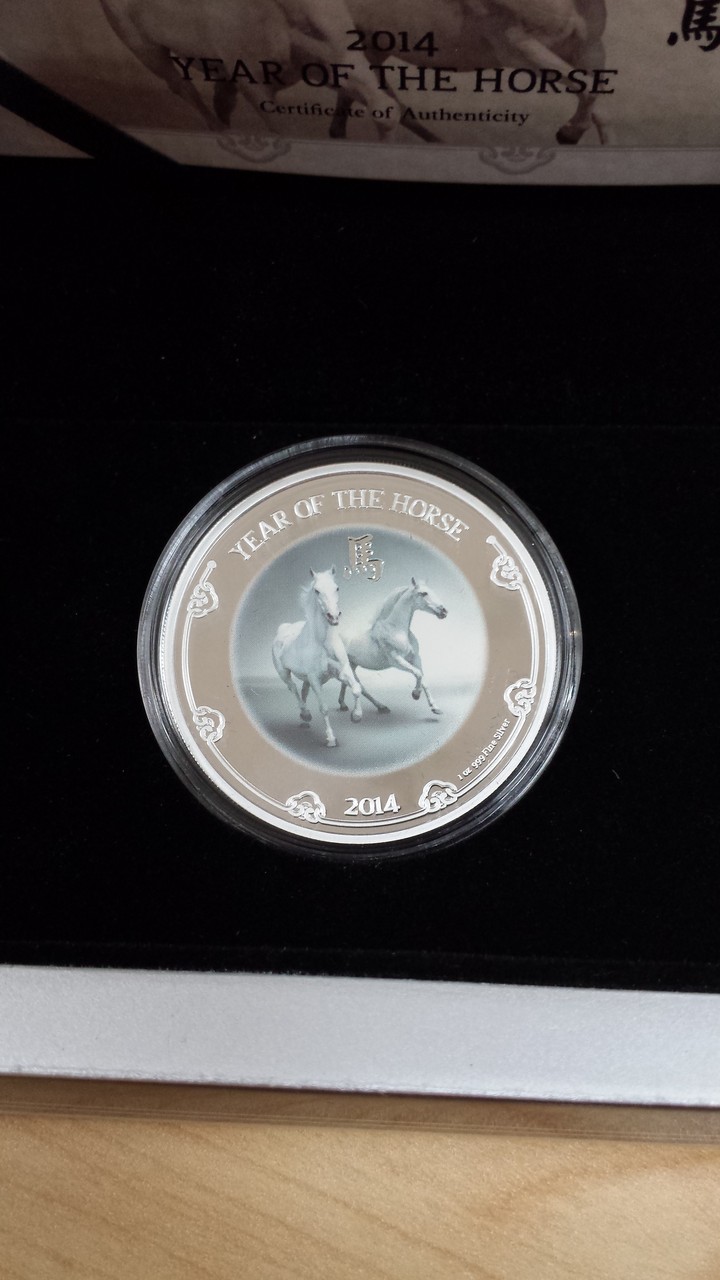 2014
馬
YEAR OF THE HORSE
Certificate of Authenticity
YEAR OF THE HORSE
馬
1 oz 999 Fine Silver
2014